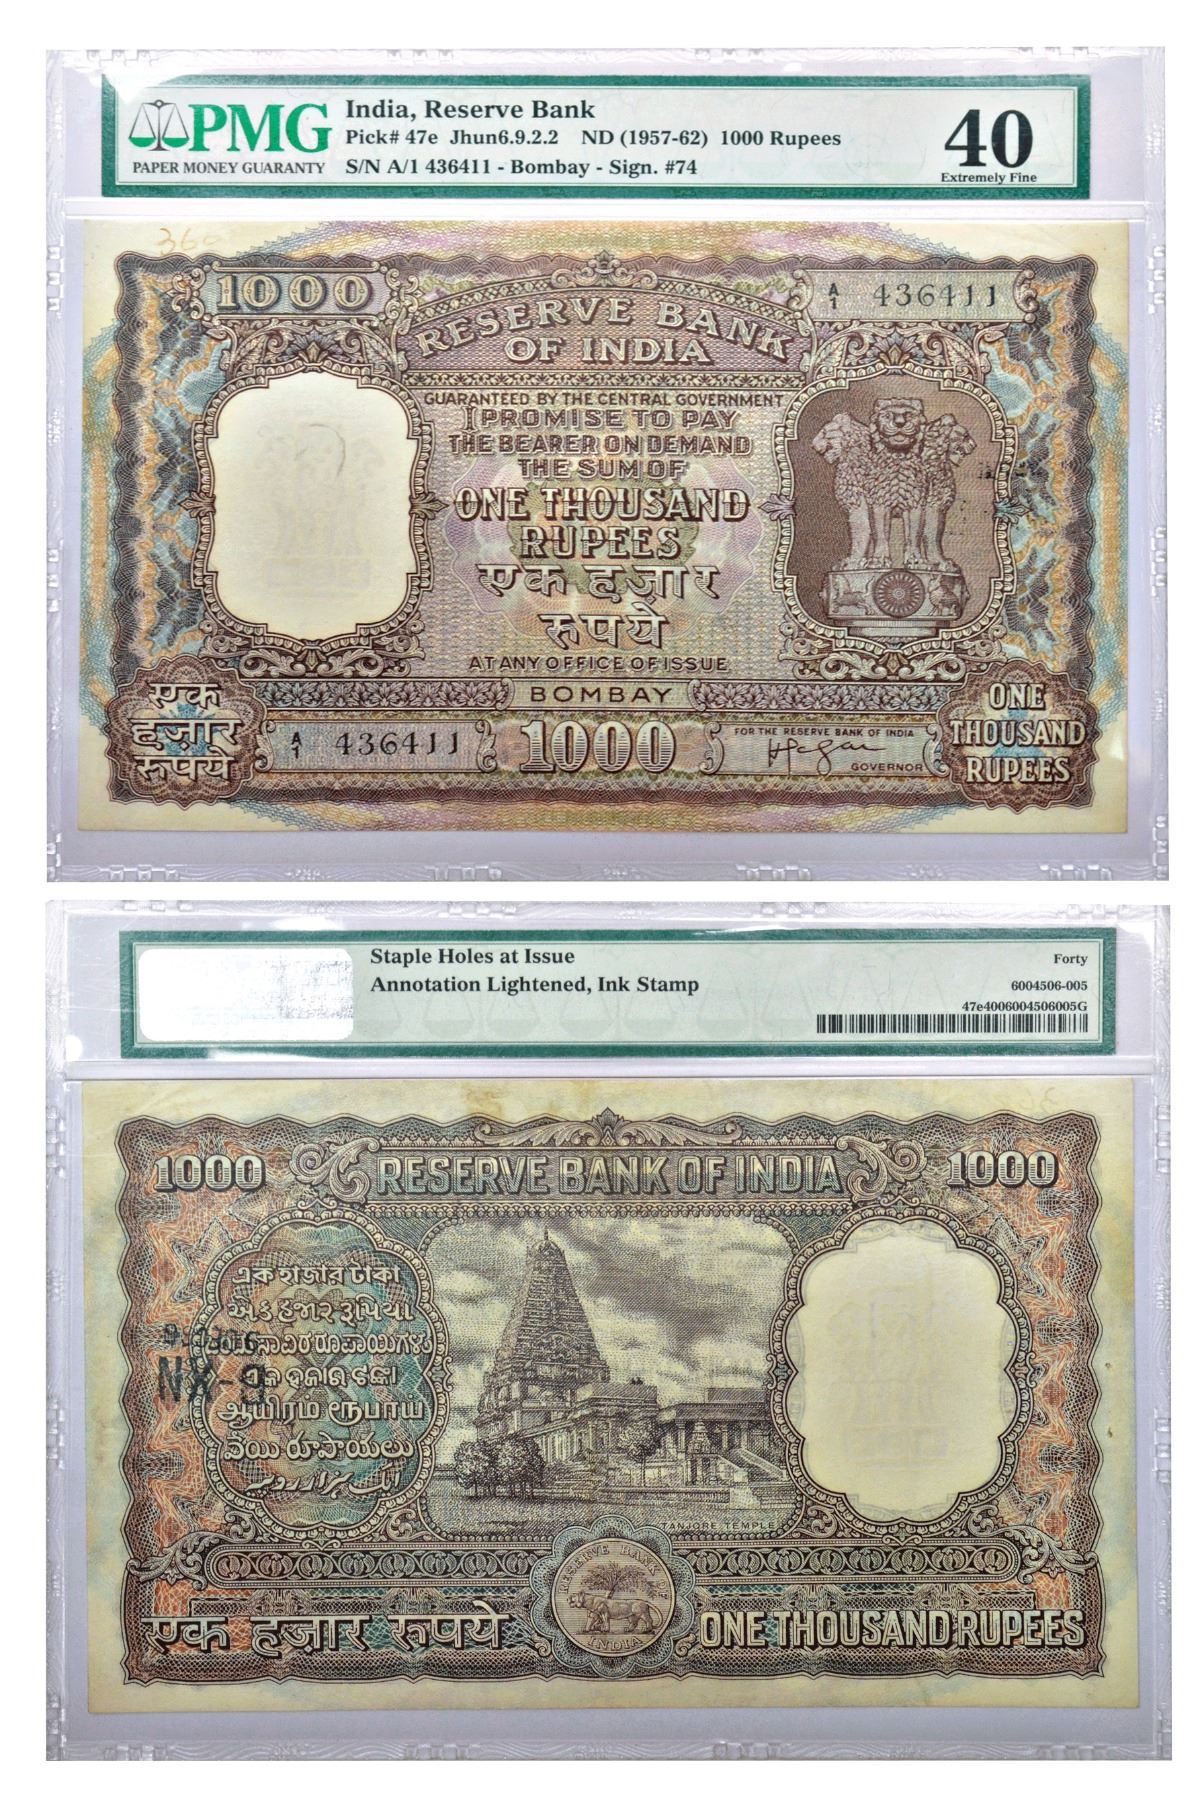 PMG
PAPER MONEY GUARANTY
India, Reserve Bank
Pick# 47e Jhun6.9.2.2 ND (1957-62) 1000 Rupees
S/N A/1 436411 - Bombay - Sign. #74
40
Extremely Fine
1000
A/1 436411
RESERVE BANK
OF INDIA
GUARANTEED BY THE CENTRAL GOVERNMENT
I PROMISE TO PAY
THE BEARER ON DEMAND
THE SUM OF
ONE THOUSAND
RUPEES
एक हज़ार
रुपये
AT ANY OFFICE OF ISSUE
BOMBAY
एक
हज़ार
रूपये
A/1 436411
1000
FOR THE RESERVE BANK OF INDIA
GOVERNOR
ONE
THOUSAND
RUPEES
Staple Holes at Issue
Annotation Lightened, Ink Stamp
Forty
6004506-005
47e4006004506005G
1000
RESERVE BANK OF INDIA
1000
এক হাজাৰ টকা
એક હજાર રૂપિયા
ஆயிரம் ரூபாய்
వేయి రూపాయలు
TANJORE TEMPLE
RESERVE BANK OF
INDIA
एक हज़ार रुपये
ONE THOUSAND RUPEES